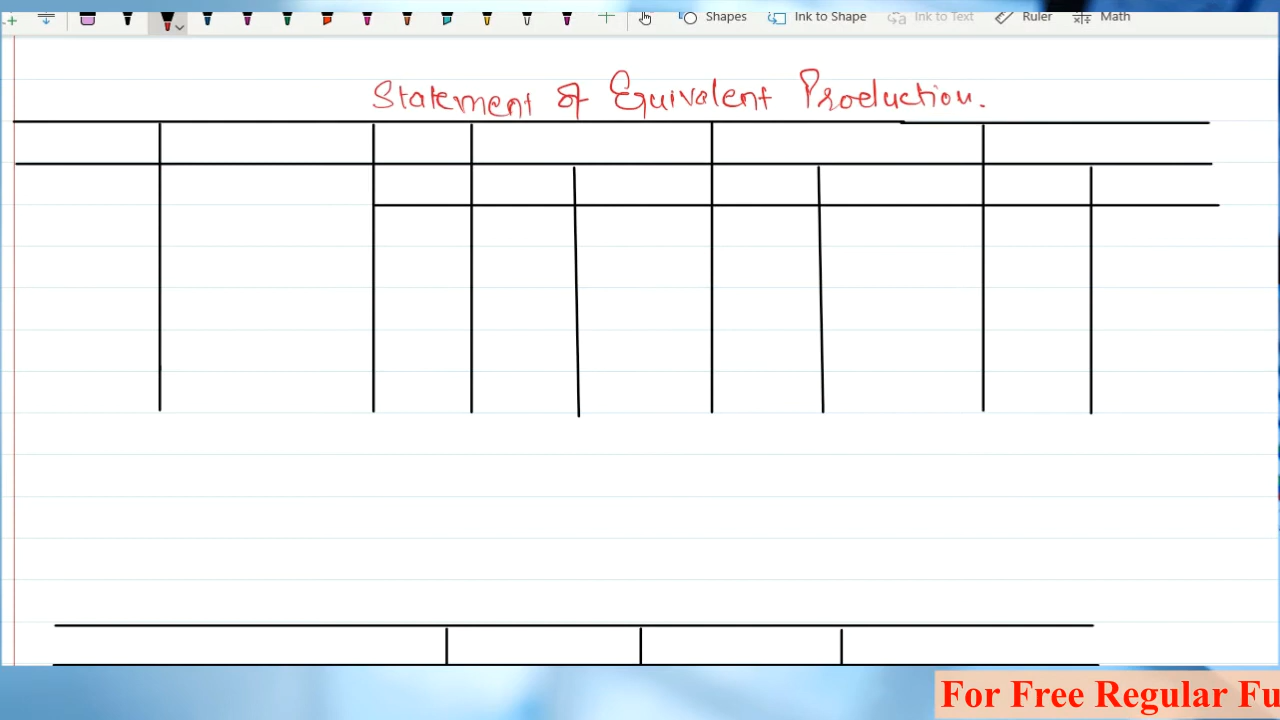 Shapes Ink to Shape Ink to Text Ruler Math
Statement of Equivalent Production.
For Free Regular Fu